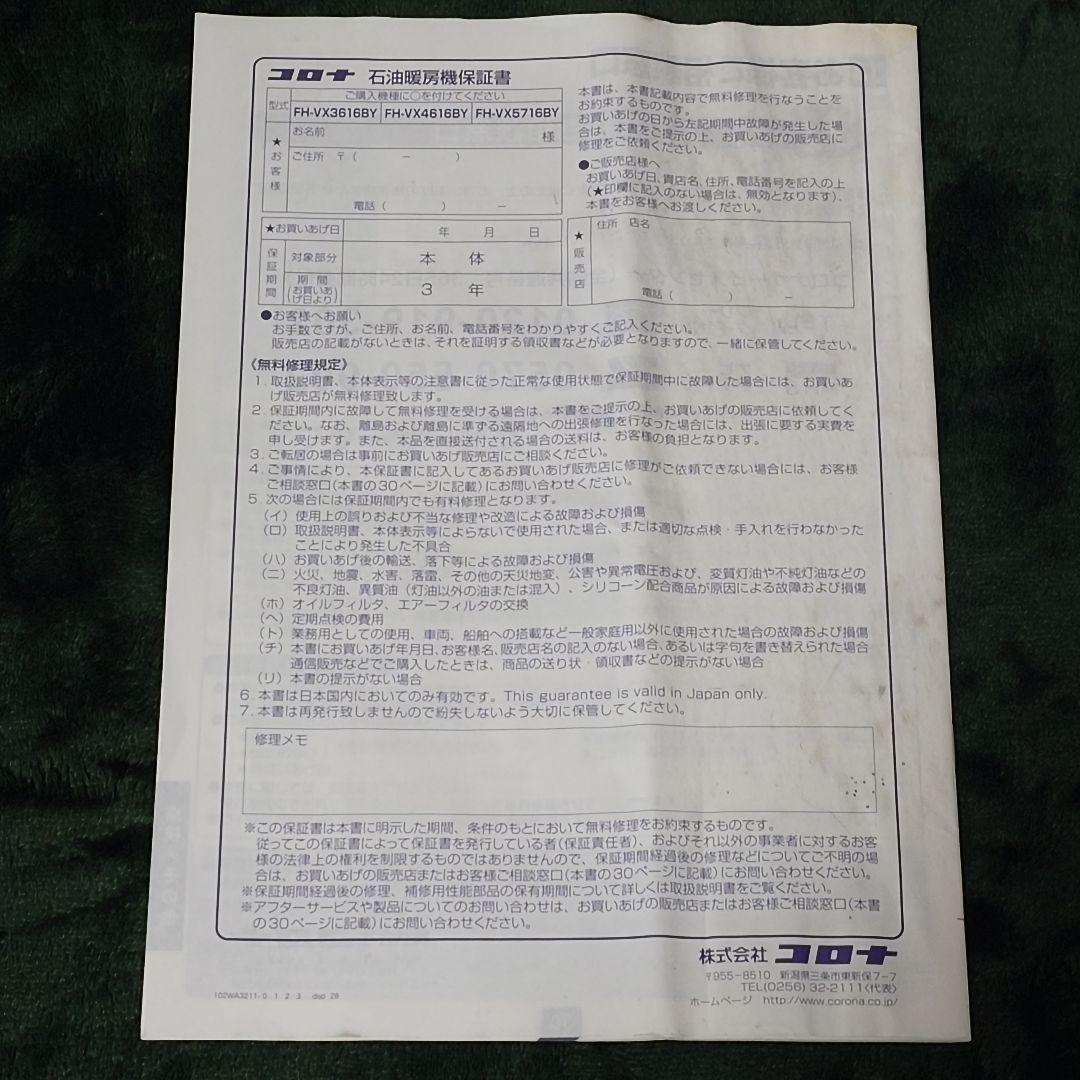 コロナ 石油暖房機保証書
型式
ご購入機種に○を付けてください
FH-VX3616BY FH-VX4616BY FH-VX5716BY
★お客様
お名前 様
ご住所 〒( － )
電話( ) －
★お買いあげ日 年 月 日
保証期間
対象部分 本 体
期 間(お買いあげ日より) 3 年
本書は、本書記載内容で無料修理を行なうことを
お約束するものです。
お買いあげの日から左記期間中故障が発生した場
合は、本書をご提示の上、お買いあげの販売店に
修理をご依頼ください。
●ご販売店様へ
お買いあげ日、貴店名、住所、電話番号を記入の上
(★印欄に記入のない場合は、無効となります)、
本書をお客様へお渡しください。
★販売店
住所 店名
電話( ) －
●お客様へお願い
お手数ですが、ご住所、お名前、電話番号をわかりやすくご記入ください。
販売店の記載がないときは、それを証明する領収書などが必要となりますので、一緒に保管してください。
《無料修理規定》
1. 取扱説明書、本体表示等の注意書に従った正常な使用状態で保証期間中に故障した場合には、お買いあ
げ販売店が無料修理致します。
2. 保証期間内に故障して無料修理を受ける場合は、本書をご提示の上、お買いあげの販売店に依頼してく
ださい。なお、離島および離島に準ずる遠隔地への出張修理を行なった場合には、出張に要する実費を
申し受けます。また、本品を直接送付される場合の送料は、お客様の負担となります。
3. ご転居の場合は事前にお買いあげ販売店にご相談ください。
4. ご事情により、本保証書に記入してあるお買いあげ販売店に修理がご依頼できない場合には、お客様
ご相談窓口(本書の30ページに記載)にお問い合わせください。
5. 次の場合には保証期間内でも有料修理となります。
(イ) 使用上の誤りおよび不当な修理や改造による故障および損傷
(ロ) 取扱説明書、本体表示等によらないで使用された場合、または適切な点検・手入れを行わなかった
ことにより発生した不具合
(ハ) お買いあげ後の輸送、落下等による故障および損傷
(ニ) 火災、地震、水害、落雷、その他の天災地変、公害や異常電圧および、変質灯油や不純灯油などの
不良灯油、異質油(灯油以外の油または混入)、シリコーン配合商品が原因による故障および損傷
(ホ) オイルフィルタ、エアーフィルタの交換
(ヘ) 定期点検の費用
(ト) 業務用としての使用、車両、船舶への搭載など一般家庭用以外に使用された場合の故障および損傷
(チ) 本書にお買いあげ年月日、お客様名、販売店名の記入のない場合、あるいは字句を書き替えられた場合
通信販売などでご購入したときは、商品の送り状・領収書などの提示がない場合
(リ) 本書の提示がない場合
6. 本書は日本国内においてのみ有効です。This guarantee is valid in Japan only.
7. 本書は再発行致しませんので紛失しないよう大切に保管してください。
修理メモ
※この保証書は本書に明示した期間、条件のもとにおいて無料修理をお約束するものです。
従ってこの保証書によって保証書を発行している者(保証責任者)、およびそれ以外の事業者に対するお客
様の法律上の権利を制限するものではありませんので、保証期間経過後の修理などについてご不明の場
合は、お買いあげの販売店またはお客様ご相談窓口(本書の30ページに記載)にお問い合わせください。
※保証期間経過後の修理、補修用性能部品の保有期間について詳しくは取扱説明書をご覧ください。
※アフターサービスや製品についてのお問い合わせは、お買いあげの販売店またはお客様ご相談窓口(本書
の30ページに記載)にお問い合わせください。
株式会社 コロナ
〒955-8510 新潟県三条市東新保7-7
TEL(0256) 32-2111〈代表〉
ホームページ http://www.corona.co.jp/
102WA3211-0 1 2 3 dsp 28